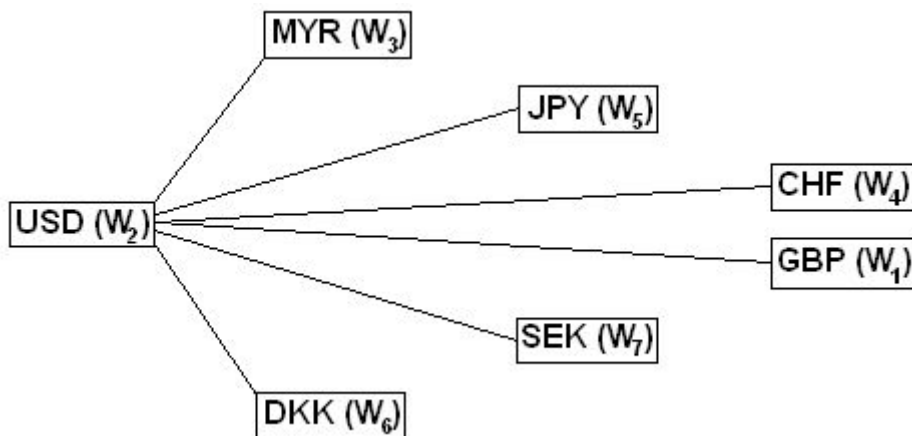 MYR (W₃)
JPY (W₅)
CHF (W₄)
USD (W₂)
GBP (W₁)
SEK (W₇)
DKK (W₆)